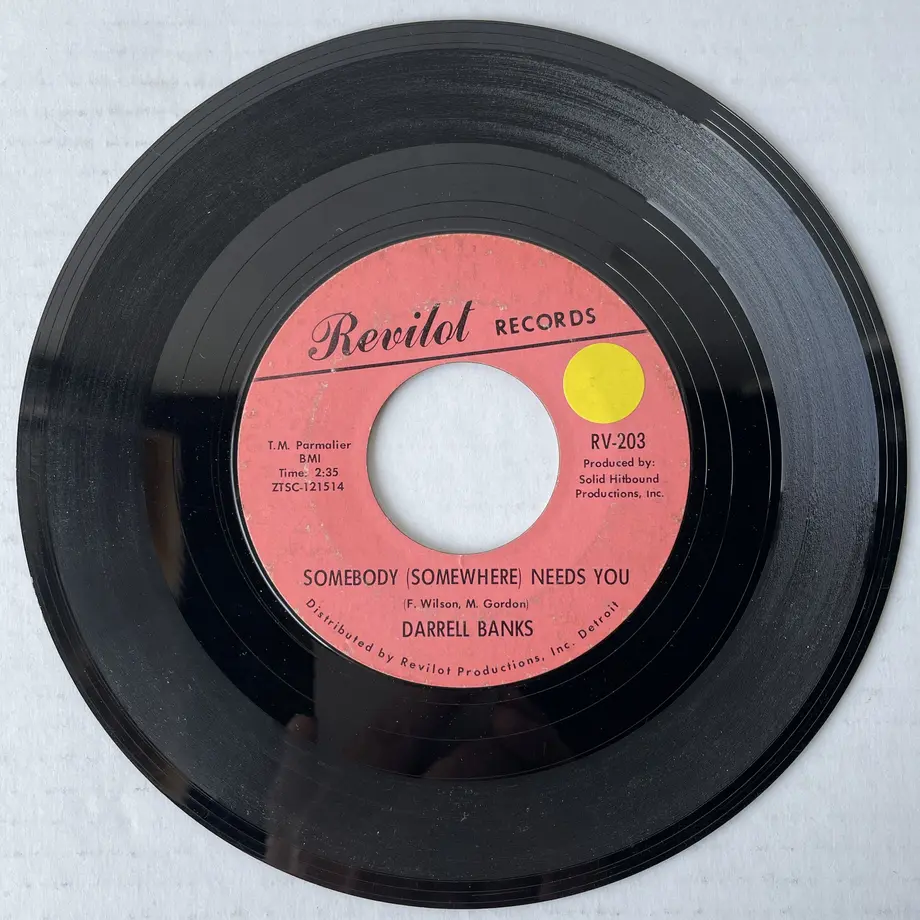 Revilot RECORDS
T.M. Parmalier
BMI
Time: 2:35
ZTSC-121514
RV-203
Produced by:
Solid Hitbound
Productions, Inc.
SOMEBODY (SOMEWHERE) NEEDS YOU
(F. Wilson, M. Gordon)
DARRELL BANKS
Distributed by Revilot Productions, Inc. Detroit